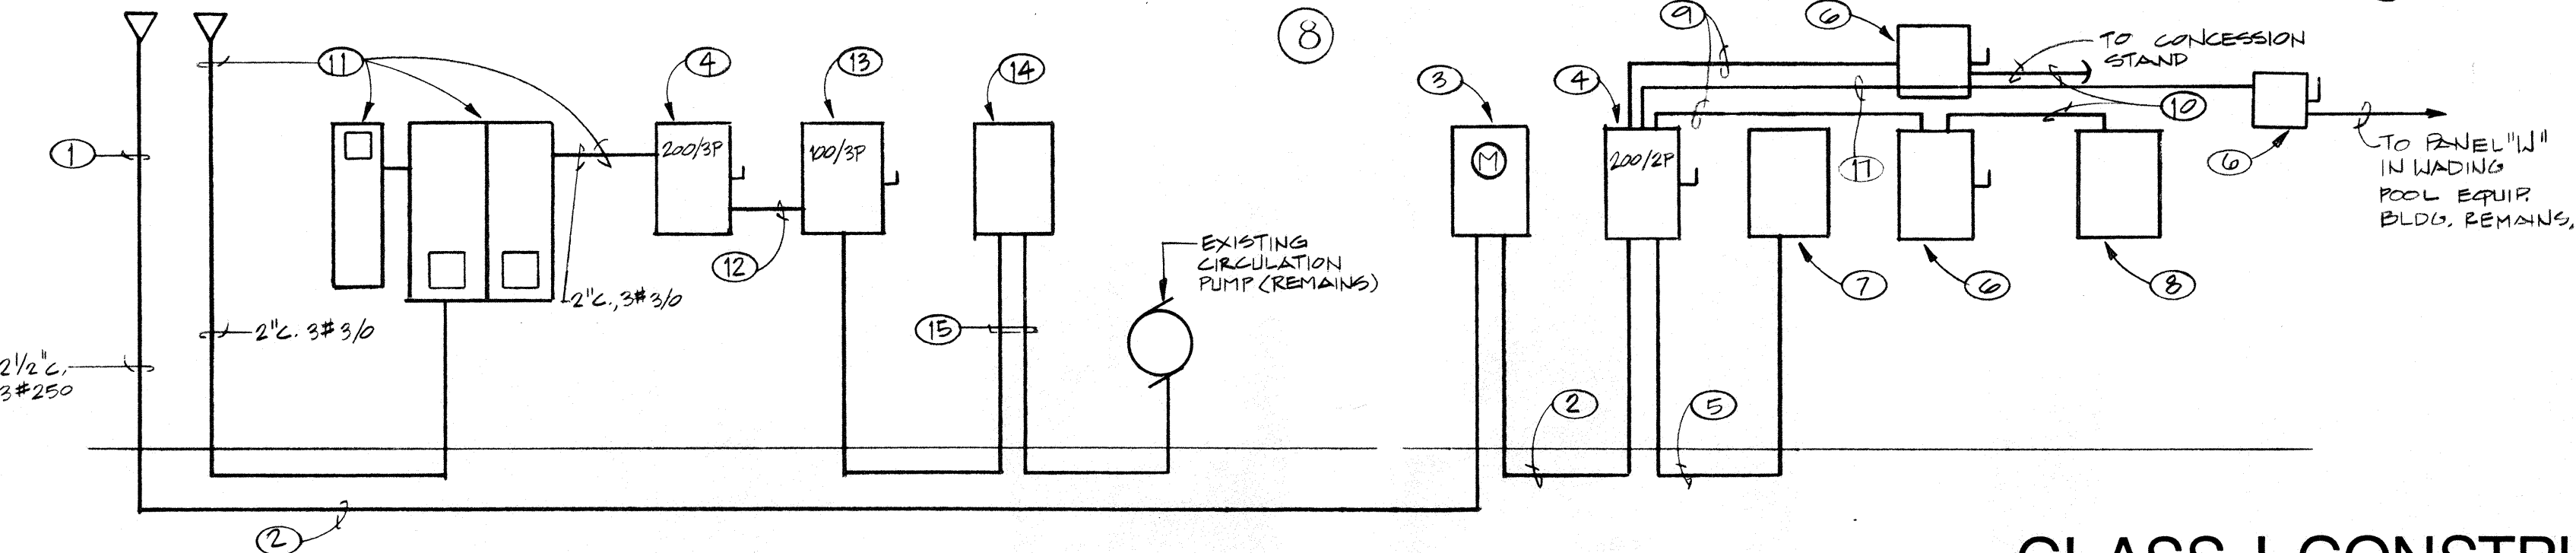 8
9
6
TO CONCESSION
STAND
11
4
13
14
3
4
10
1
200/3P
100/3P
M
200/2P
17
6
TO PANEL "W"
IN WADING
POOL EQUIP.
BLDG. REMAINS,
12
EXISTING
CIRCULATION
PUMP (REMAINS)
7
6
8
2"C., 3#3/0
2"C. 3#3/0
15
2 1/2"C,
3#250
2
5
2